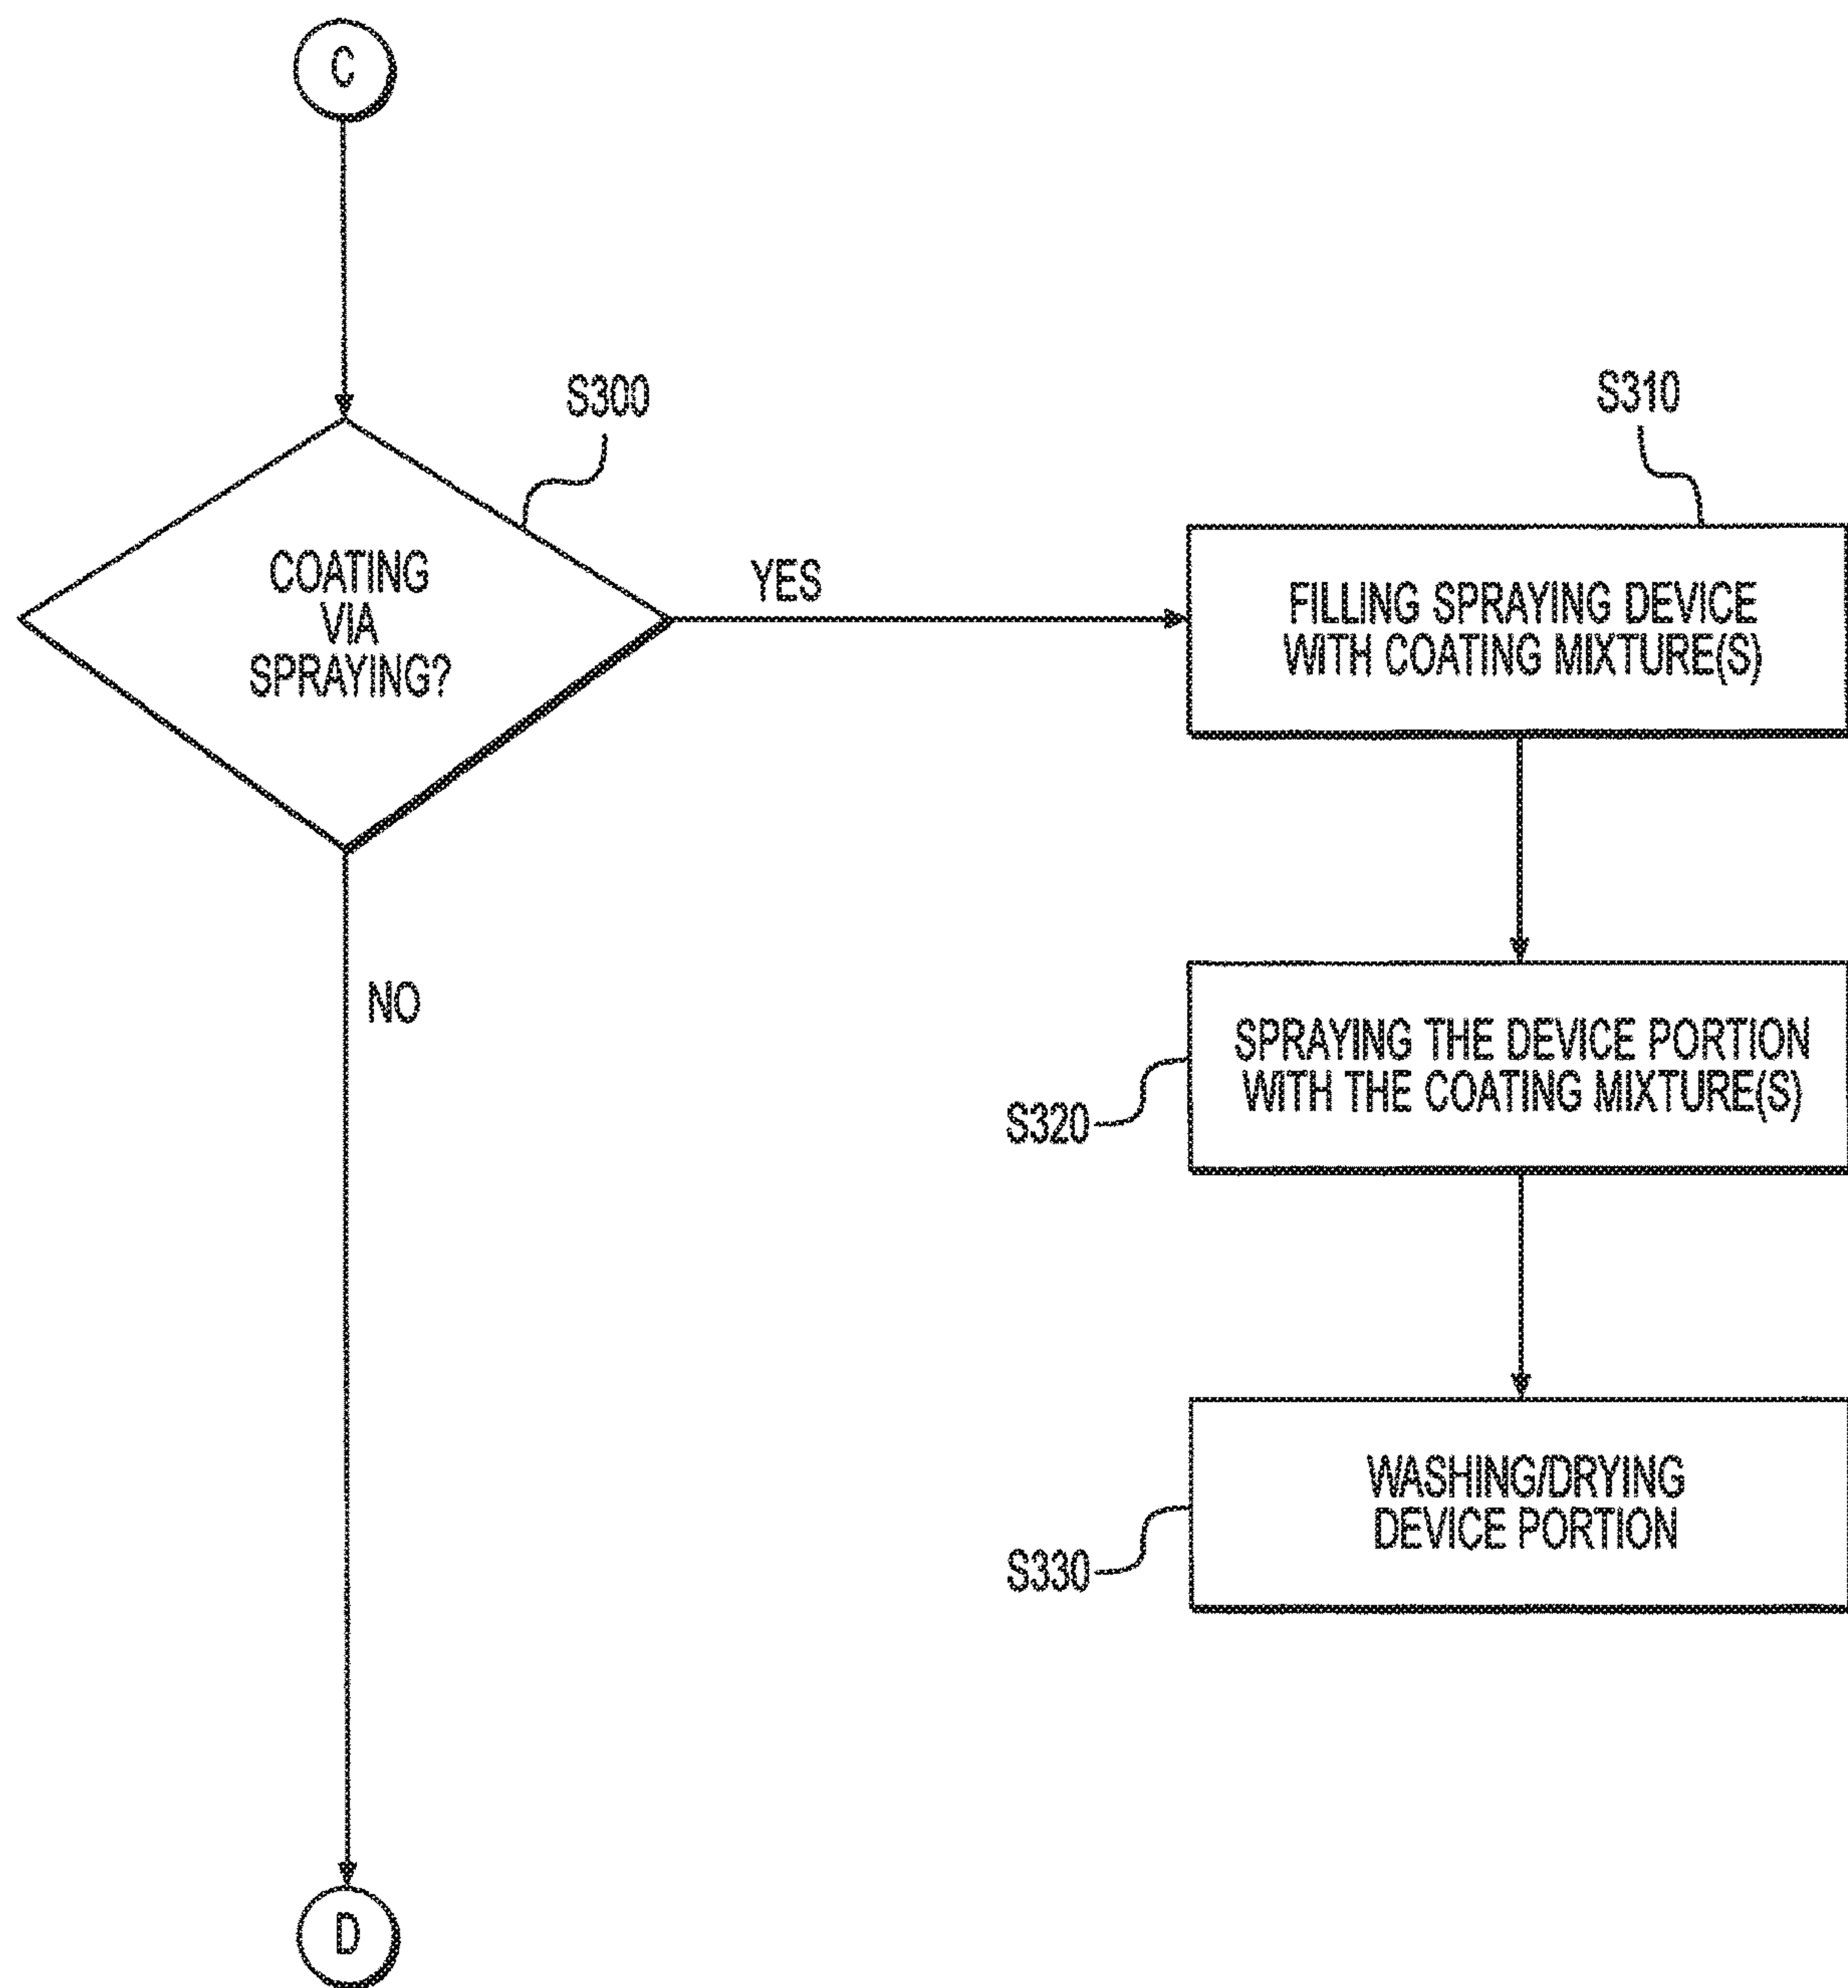 C
S300
S310
COATING
VIA
SPRAYING?
YES
FILLING SPRAYING DEVICE
WITH COATING MIXTURE(S)
NO
SPRAYING THE DEVICE PORTION
WITH THE COATING MIXTURE(S)
S320
WASHING/DRYING
DEVICE PORTION
S330
D